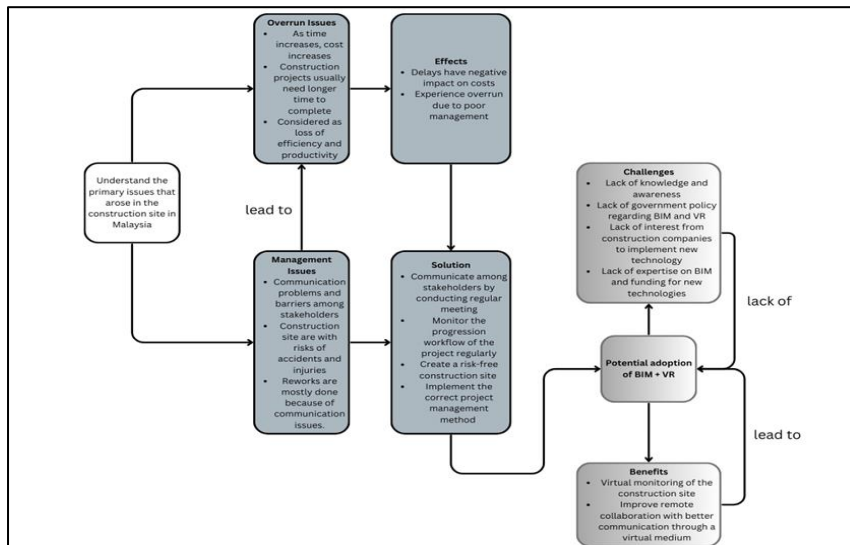 Overrun Issues
• As time
increases, cost
increases
• Construction
projects usually
need longer
time to
complete
• Considered as
loss of
efficiency and
productivity
Effects
• Delays have negative
impact on costs
• Experience overrun
due to poor
management
Understand the
primary issues that
arose in the
construction site in
Malaysia
lead to
Management
Issues
• Communication
problems and
barriers among
stakeholders
• Construction
site are with
risks of
accidents and
injuries
• Reworks are
mostly done
because of
communication
issues.
Solution
• Communicate among
stakeholders by
conducting regular
meeting
• Monitor the
progression
workflow of the
project regularly
• Create a risk-free
construction site
• Implement the
correct project
management
method
Challenges
• Lack of knowledge and
awareness
• Lack of government policy
regarding BIM and VR
• Lack of interest from
construction companies
to implement new
technology
• Lack of expertise on BIM
and funding for new
technologies
lack of
Potential adoption
of BIM + VR
lead to
Benefits
• Virtual monitoring of the
construction site
• Improve remote
collaboration with better
communication through a
virtual medium